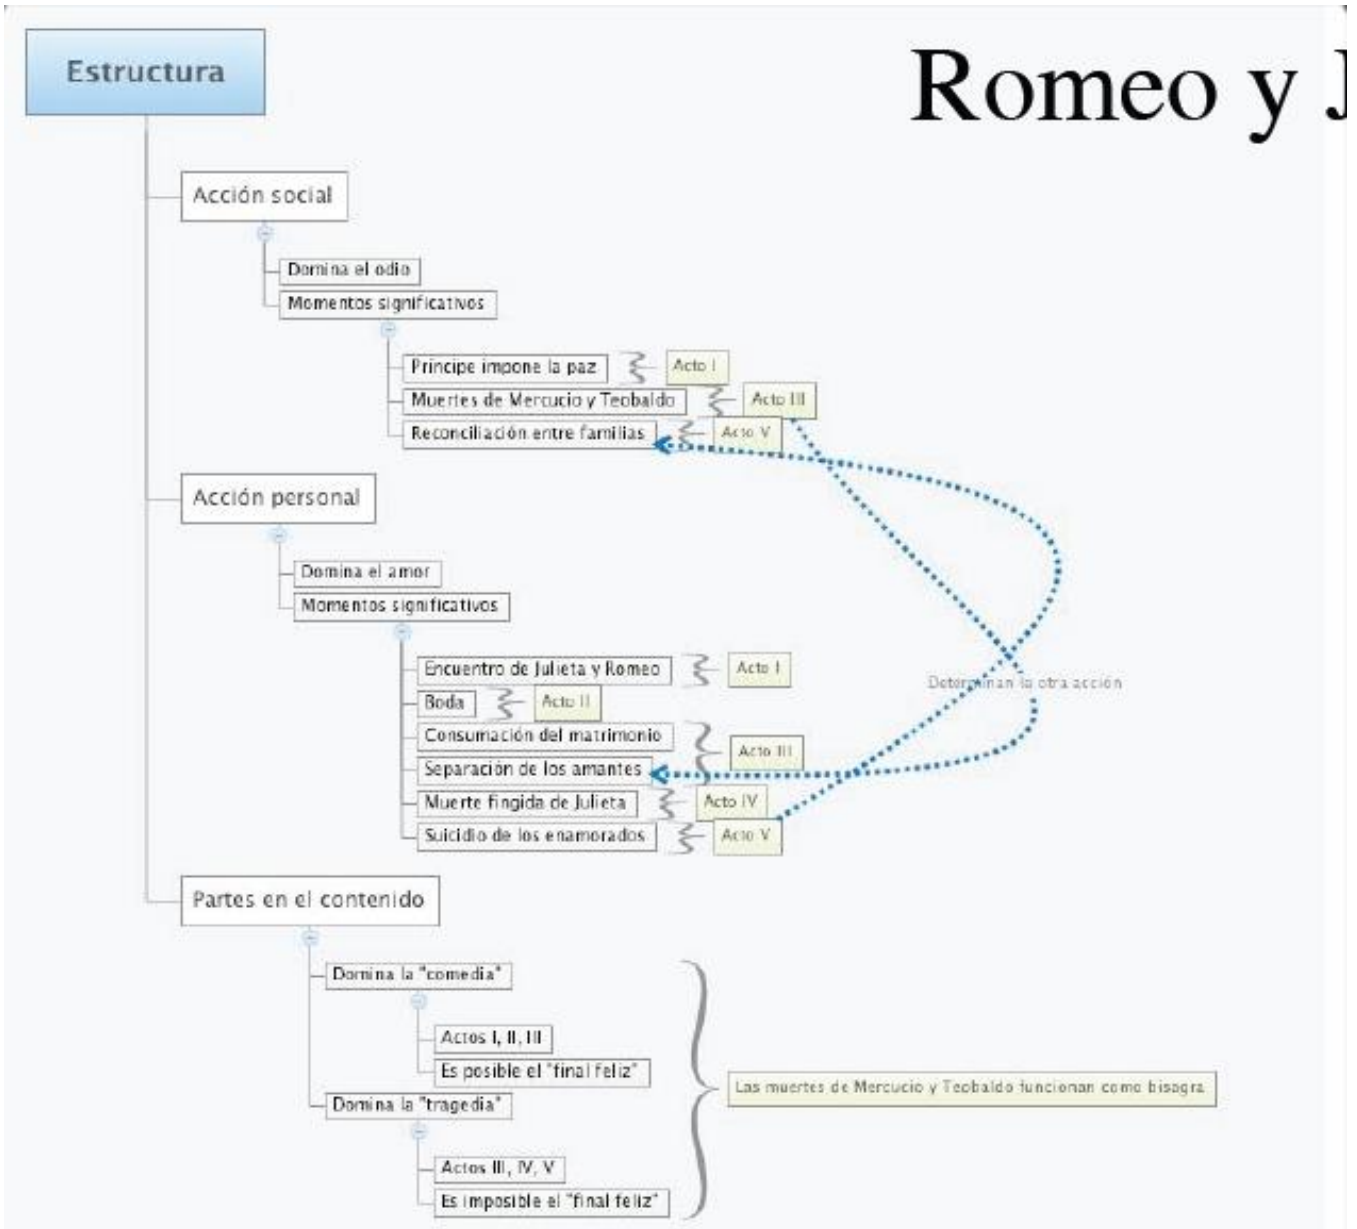 Estructura
Romeo y J
Acción social
Domina el odio
Momentos significativos
Príncipe impone la paz
Acto I
Muertes de Mercucio y Teobaldo
Acto III
Reconciliación entre familias
Acto V
Acción personal
Domina el amor
Momentos significativos
Encuentro de Julieta y Romeo
Acto I
Boda
Acto II
Consumación del matrimonio
Acto III
Separación de los amantes
Muerte fingida de Julieta
Acto IV
Suicidio de los enamorados
Acto V
Determinan la otra acción
Partes en el contenido
Domina la "comedia"
Actos I, II, III
Es posible el "final feliz"
Las muertes de Mercucio y Teobaldo funcionan como bisagra
Domina la "tragedia"
Actos III, IV, V
Es imposible el "final feliz"